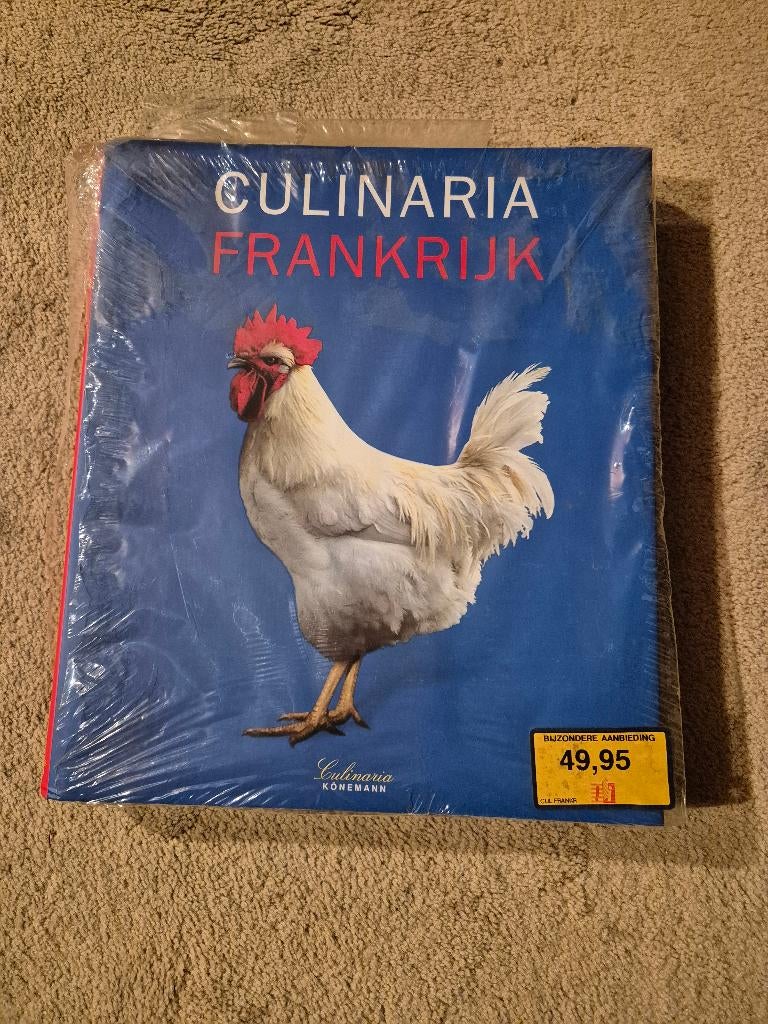 CULINARIA
FRANKRIJK
Culinaria
KÖNEMANN
BIJZONDERE AANBIEDING
49,95
CUL.FRANKR